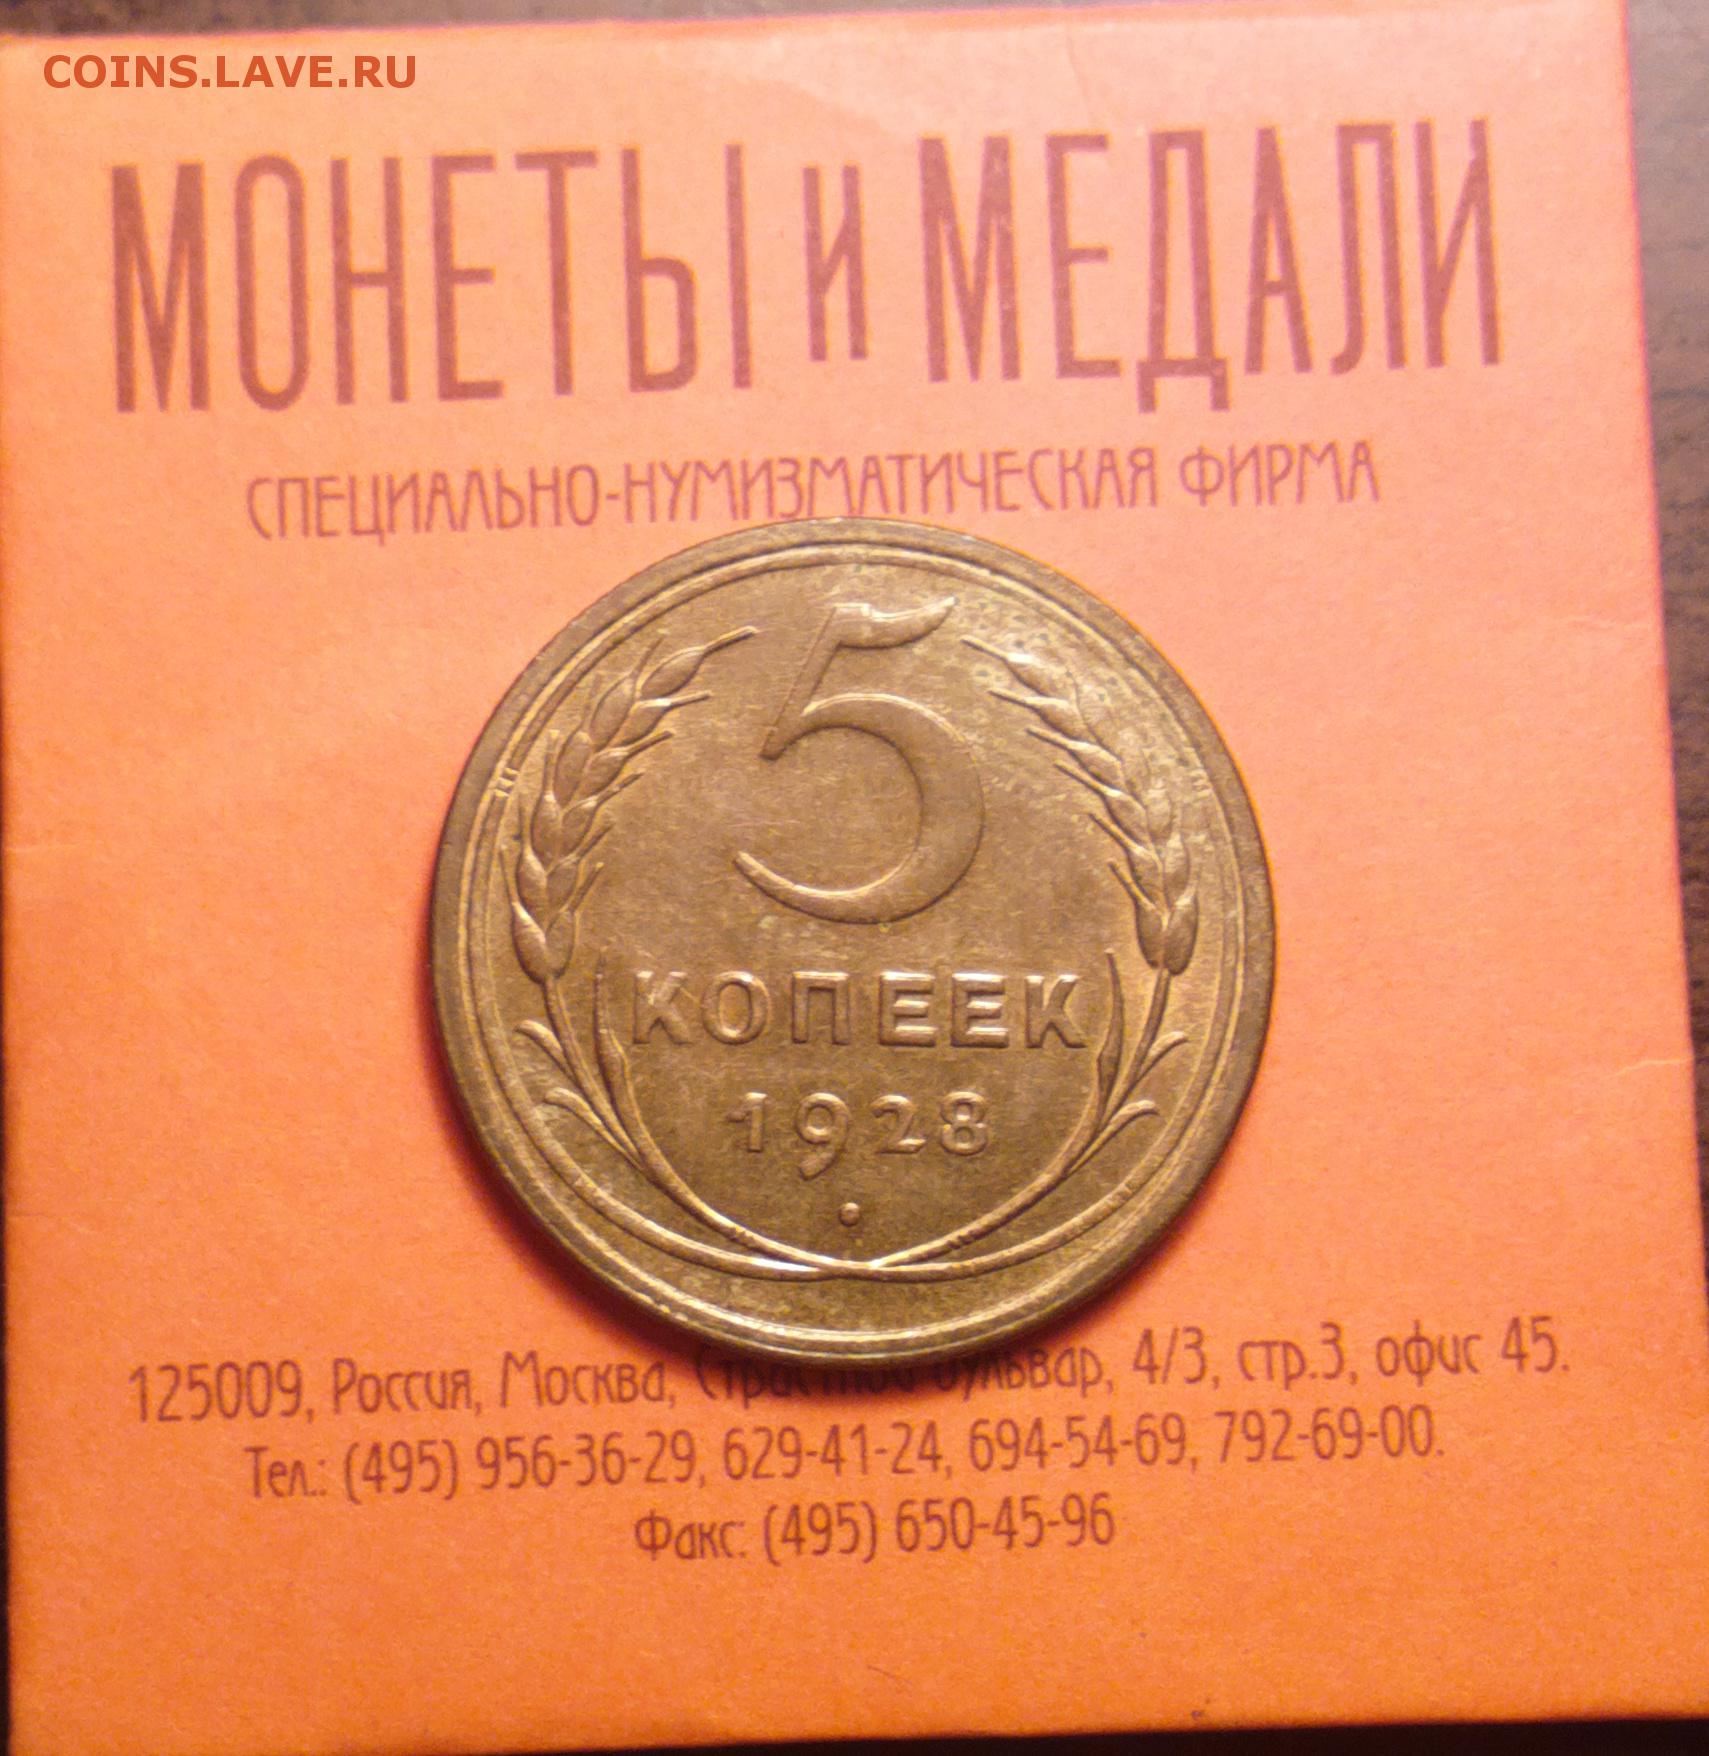 COINS.LAVE.RU
МОНЕТЫ и МЕДАЛИ
СПЕЦИАЛЬНО-НУМИЗМАТИЧЕСКАЯ ФИРМА
5
КОПЕЕК
1928
125009, Россия, Москва, бульвар, 4/3, стр.3, офис 45.
Тел.: (495) 956-36-29, 629-41-24, 694-54-69, 792-69-00.
Факс: (495) 650-45-96